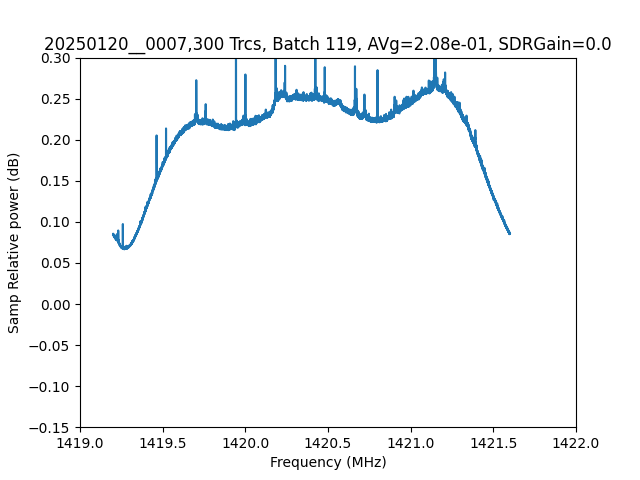 20250120__0007,300 Trcs, Batch 119, AVg=2.08e-01, SDRGain=0.0
0.30
0.25
0.20
0.15
0.10
0.05
0.00
−0.05
−0.10
−0.15
Samp Relative power (dB)
1419.0 1419.5 1420.0 1420.5 1421.0 1421.5 1422.0
Frequency (MHz)